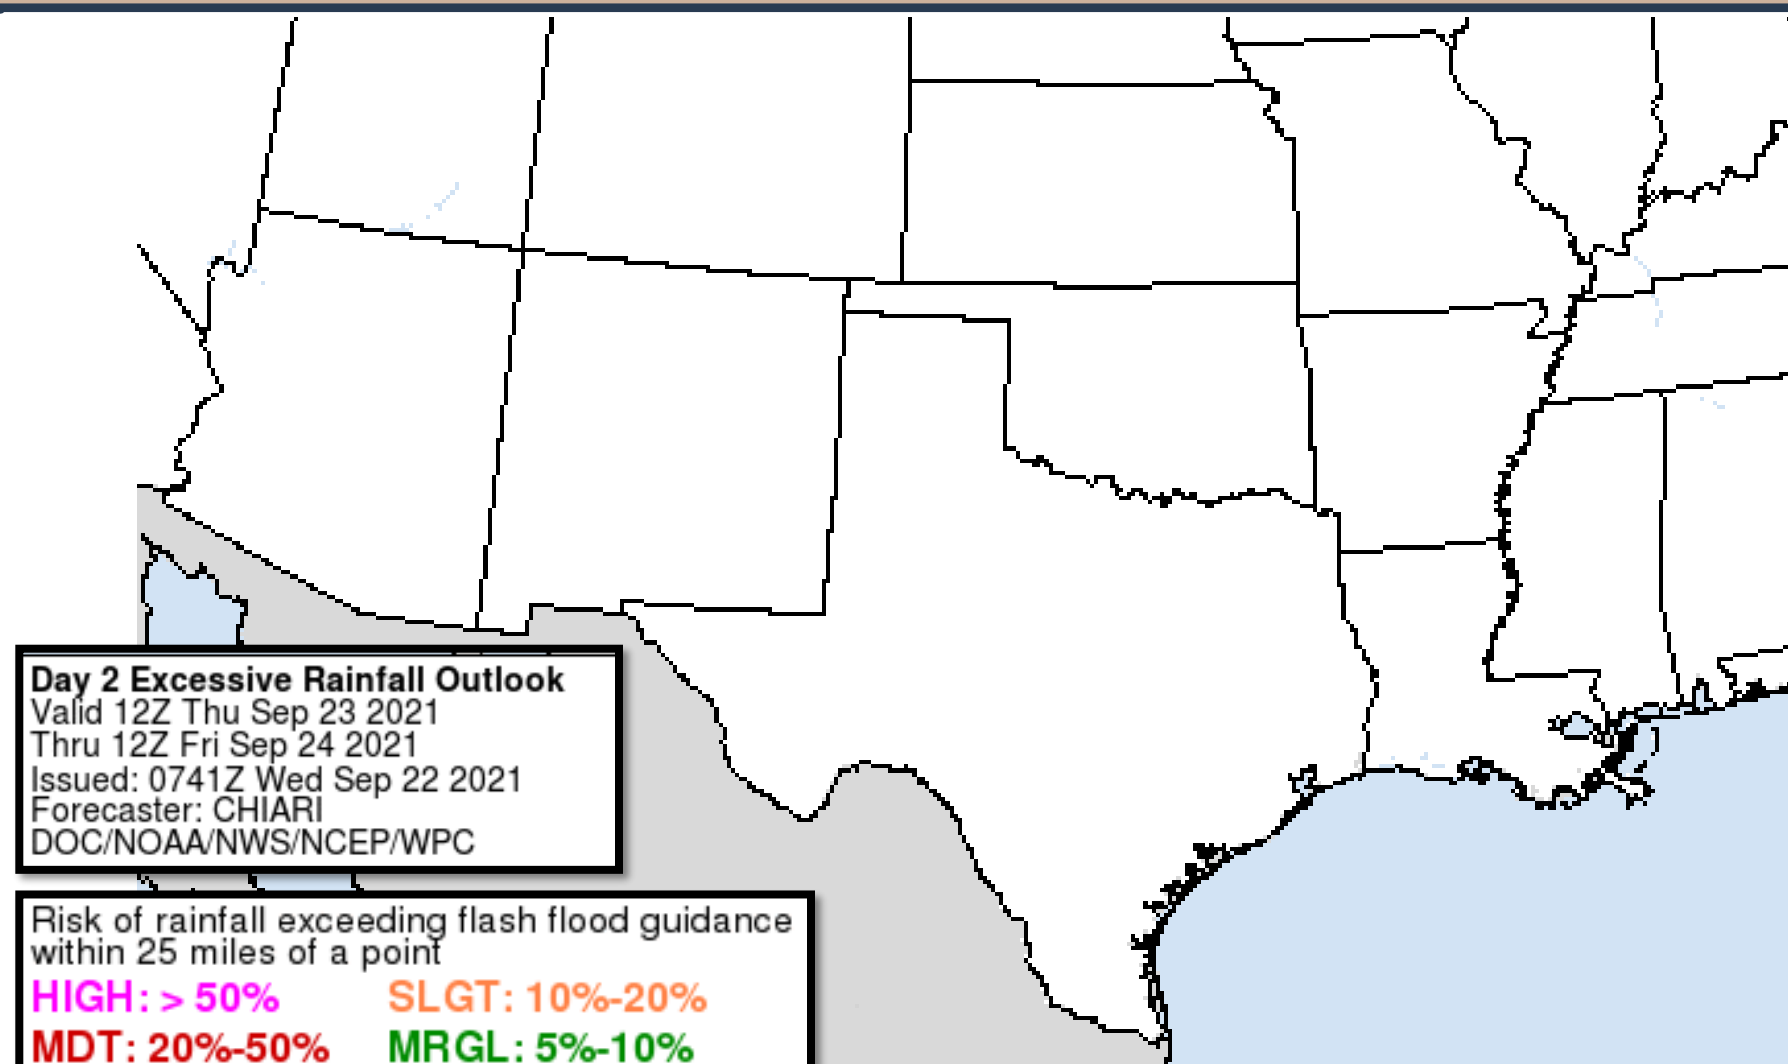 Day 2 Excessive Rainfall Outlook
Valid 12Z Thu Sep 23 2021
Thru 12Z Fri Sep 24 2021
Issued: 0741Z Wed Sep 22 2021
Forecaster: CHIARI
DOC/NOAA/NWS/NCEP/WPC
Risk of rainfall exceeding flash flood guidance
within 25 miles of a point
HIGH: > 50% SLGT: 10%-20%
MDT: 20%-50% MRGL: 5%-10%